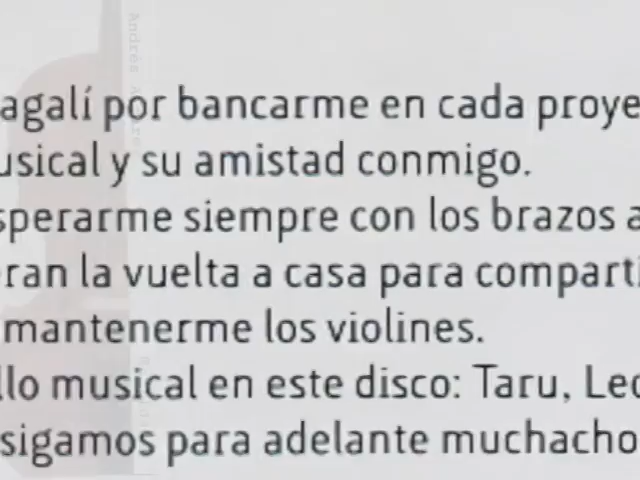 agalí por bancarme en cada proye
usical y su amistad conmigo.
sperarme siempre con los brazos a
eran la vuelta a casa para comparti
mantenerme los violines.
llo musical en este disco: Taru, Leo
sigamos para adelante muchacho